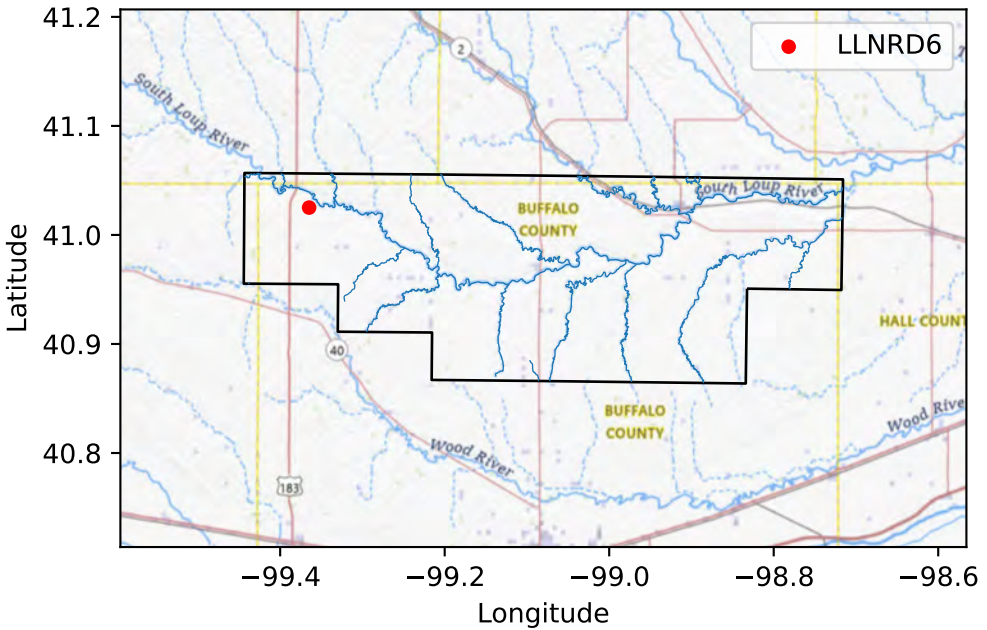 41.2
41.1
41.0
40.9
40.8
Latitude
−99.4
−99.2
−99.0
−98.8
−98.6
Longitude
LLNRD6
2
South Loup River
South Loup River
BUFFALO
COUNTY
HALL COUNT
40
BUFFALO
COUNTY
Wood River
Wood Rive
183